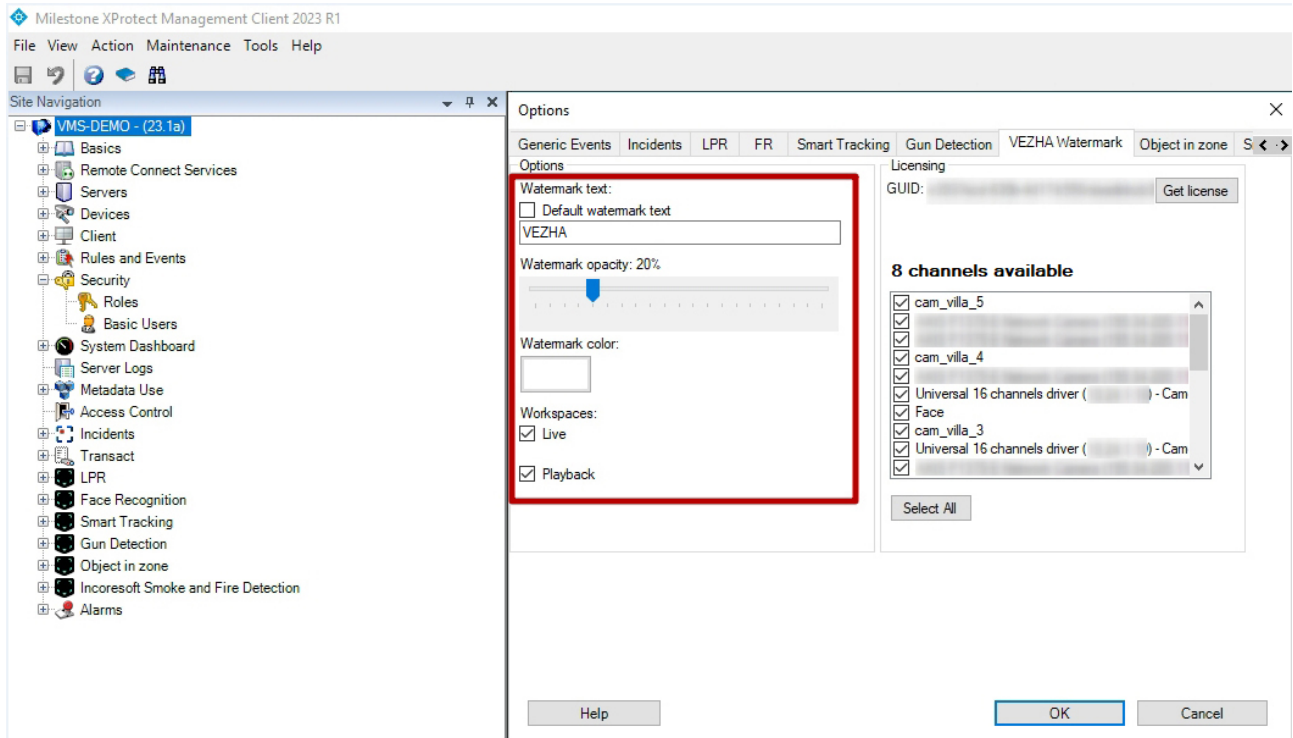 Milestone XProtect Management Client 2023 R1
File View Action Maintenance Tools Help
Site Navigation
VMS-DEMO - (23.1a)
Basics
Remote Connect Services
Servers
Devices
Client
Rules and Events
Security
Roles
Basic Users
System Dashboard
Server Logs
Metadata Use
Access Control
Incidents
Transact
LPR
Face Recognition
Smart Tracking
Gun Detection
Object in zone
Incoresoft Smoke and Fire Detection
Alarms
Options
Generic Events Incidents LPR FR Smart Tracking Gun Detection VEZHA Watermark Object in zone S
Options
Watermark text:
Default watermark text
VEZHA
Watermark opacity: 20%
Watermark color:
Workspaces:
Live
Playback
Licensing
GUID:
Get license
8 channels available
cam_villa_5
cam_villa_4
Universal 16 channels driver ( ) - Cam
Face
cam_villa_3
Universal 16 channels driver ( ) - Cam
Select All
Help
OK
Cancel